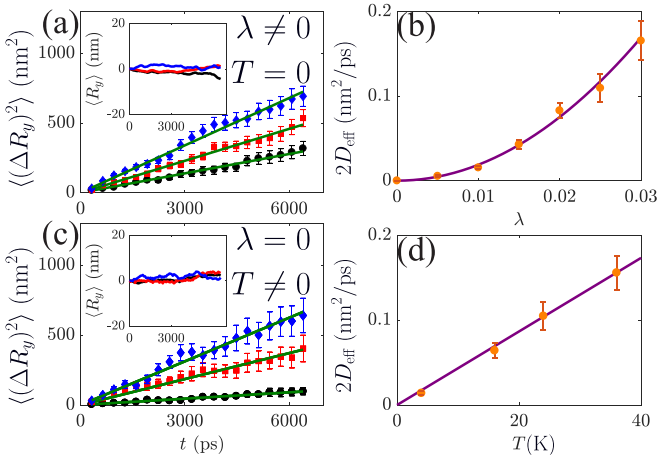 (a)
λ ≠ 0
T = 0
⟨(ΔR_y)²⟩ (nm²)
1000
500
0
0 3000 6000
⟨R_y⟩ (nm)
20
0
-20
0 3000
(b)
2D_eff (nm²/ps)
0.2
0.1
0
0 0.01 0.02 0.03
λ
(c)
λ = 0
T ≠ 0
⟨(ΔR_y)²⟩ (nm²)
1000
500
0
0 3000 6000
t (ps)
⟨R_y⟩ (nm)
20
0
-20
0 3000
(d)
2D_eff (nm²/ps)
0.2
0.1
0
0 20 40
T(K)